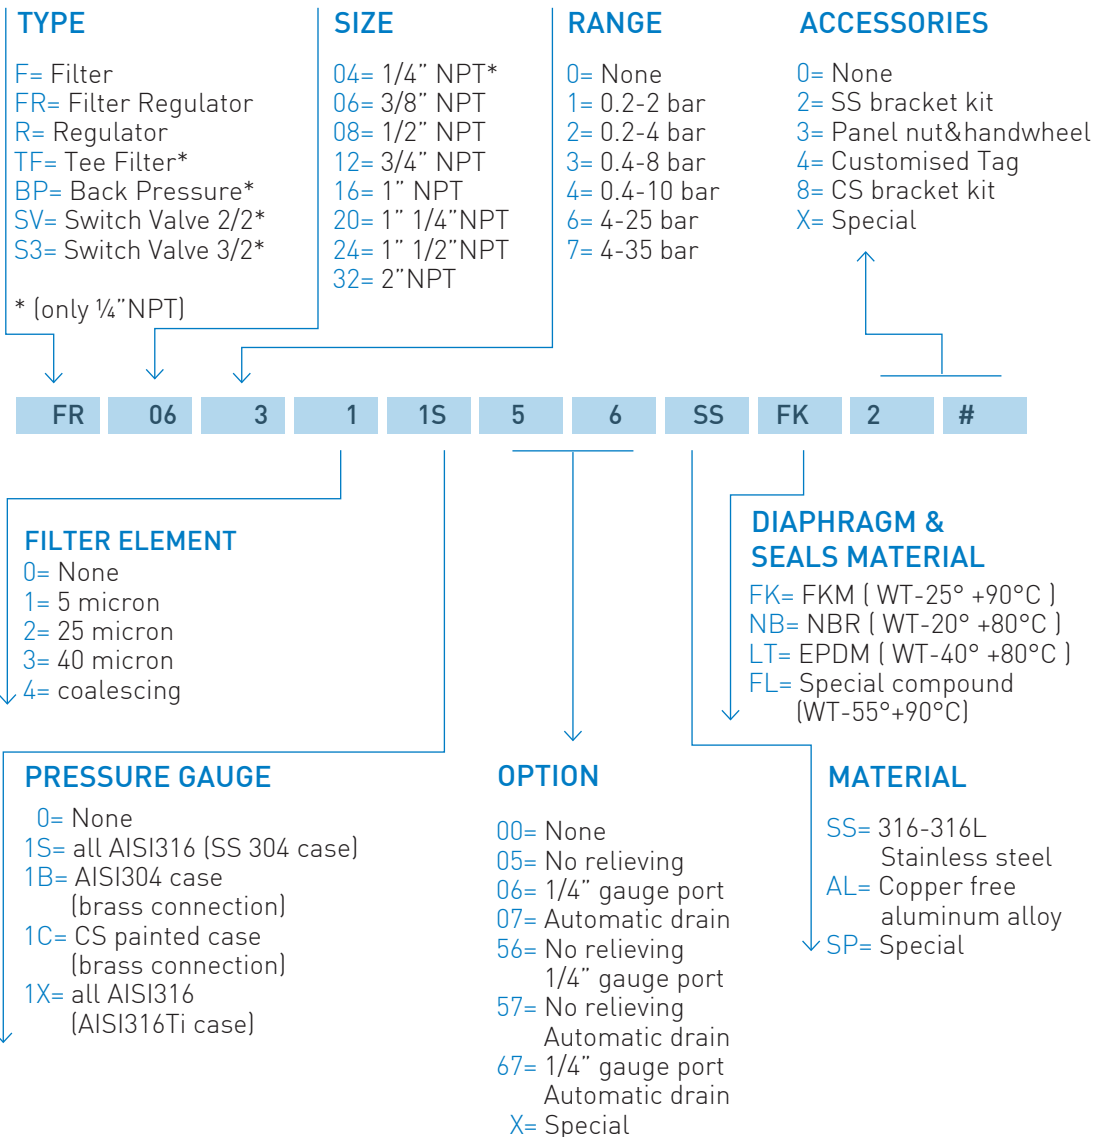 TYPE
F= Filter
FR= Filter Regulator
R= Regulator
TF= Tee Filter*
BP= Back Pressure*
SV= Switch Valve 2/2*
S3= Switch Valve 3/2*
* (only ¼”NPT)
SIZE
04= 1/4” NPT*
06= 3/8” NPT
08= 1/2” NPT
12= 3/4” NPT
16= 1” NPT
20= 1” 1/4”NPT
24= 1” 1/2”NPT
32= 2”NPT
RANGE
0= None
1= 0.2-2 bar
2= 0.2-4 bar
3= 0.4-8 bar
4= 0.4-10 bar
6= 4-25 bar
7= 4-35 bar
ACCESSORIES
0= None
2= SS bracket kit
3= Panel nut&handwheel
4= Customised Tag
8= CS bracket kit
X= Special
FR 06 3 1 1S 5 6 SS FK 2 #
FILTER ELEMENT
0= None
1= 5 micron
2= 25 micron
3= 40 micron
4= coalescing
DIAPHRAGM &
SEALS MATERIAL
FK= FKM ( WT-25° +90°C )
NB= NBR ( WT-20° +80°C )
LT= EPDM ( WT-40° +80°C )
FL= Special compound
(WT-55°+90°C)
PRESSURE GAUGE
0= None
1S= all AISI316 (SS 304 case)
1B= AISI304 case
(brass connection)
1C= CS painted case
(brass connection)
1X= all AISI316
(AISI316Ti case)
OPTION
00= None
05= No relieving
06= 1/4” gauge port
07= Automatic drain
56= No relieving
1/4” gauge port
57= No relieving
Automatic drain
67= 1/4” gauge port
Automatic drain
X= Special
MATERIAL
SS= 316-316L
Stainless steel
AL= Copper free
aluminum alloy
SP= Special